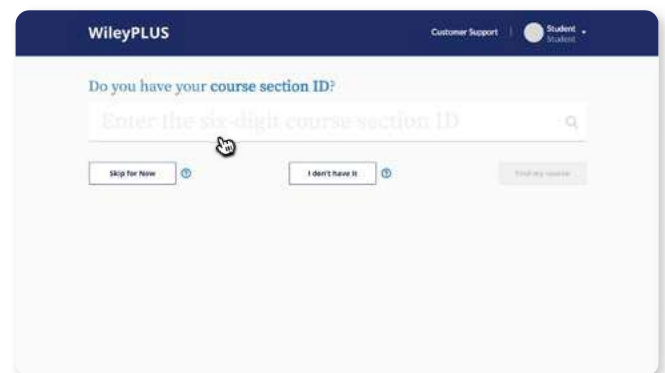 WileyPLUS
Customer Support
Student
Student
Do you have your course section ID?
Enter the six-digit course section ID
Skip for Now
I don't have it
Find my course